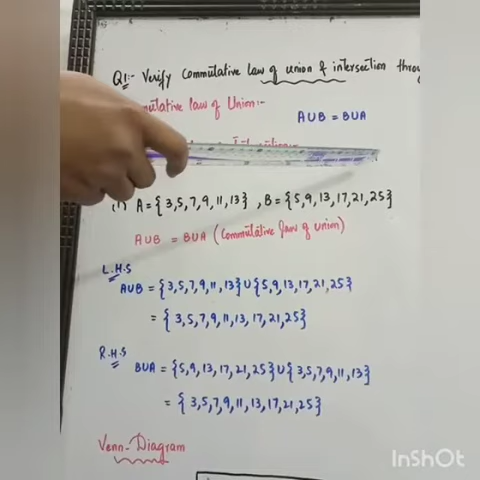 Q1:- Verify Commutative law of union & intersection throu
mutative law of Union:-
AUB = BUA
A = {3,5,7,9,11,13} , B = {5,9,13,17,21,25}
AUB = BUA (Commutative law of union)
L.H.S
AUB = {3,5,7,9,11,13}U{5,9,13,17,21,25}
= {3,5,7,9,11,13,17,21,25}
R.H.S
BUA = {5,9,13,17,21,25}U{3,5,7,9,11,13}
= {3,5,7,9,11,13,17,21,25}
Venn-Diagram
InShOt